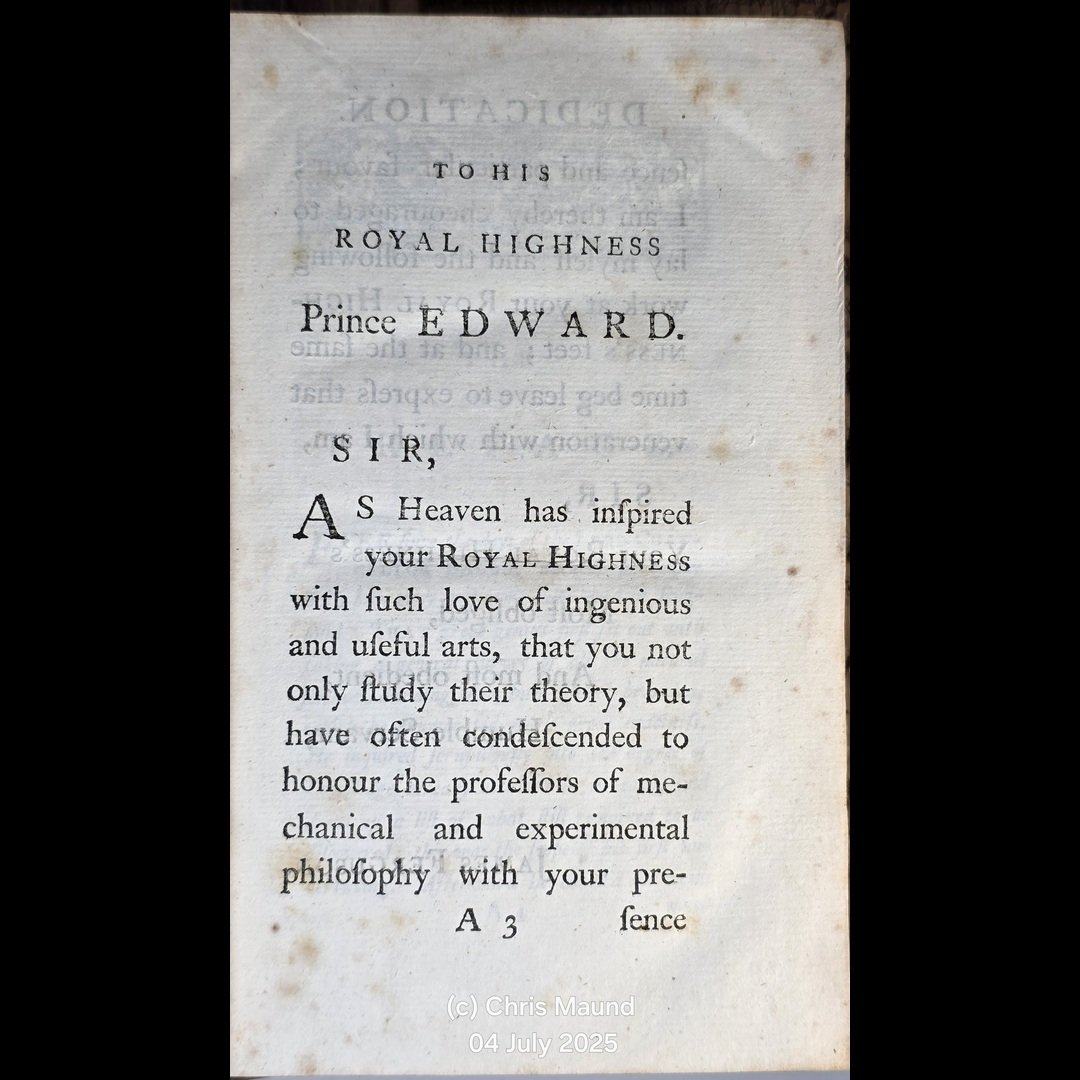 TO HIS
ROYAL HIGHNESS
Prince EDWARD.
SIR,
AS Heaven has inſpired
your ROYAL HIGHNESS
with ſuch love of ingenious
and uſeful arts, that you not
only ſtudy their theory, but
have often condeſcended to
honour the profeſſors of me-
chanical and experimental
philoſophy with your pre-
A 3 ſence
(c) Chris Maund
04 July 2025